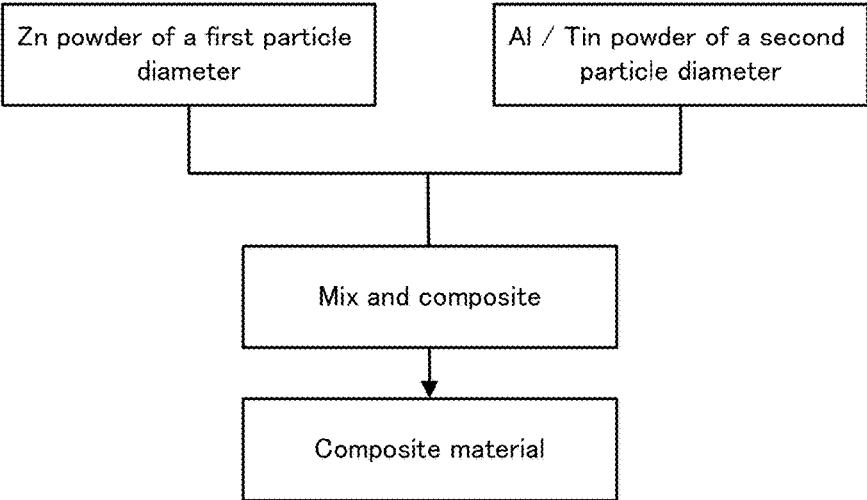 Zn powder of a first particle
diameter
Al / Tin powder of a second
particle diameter
Mix and composite
Composite material